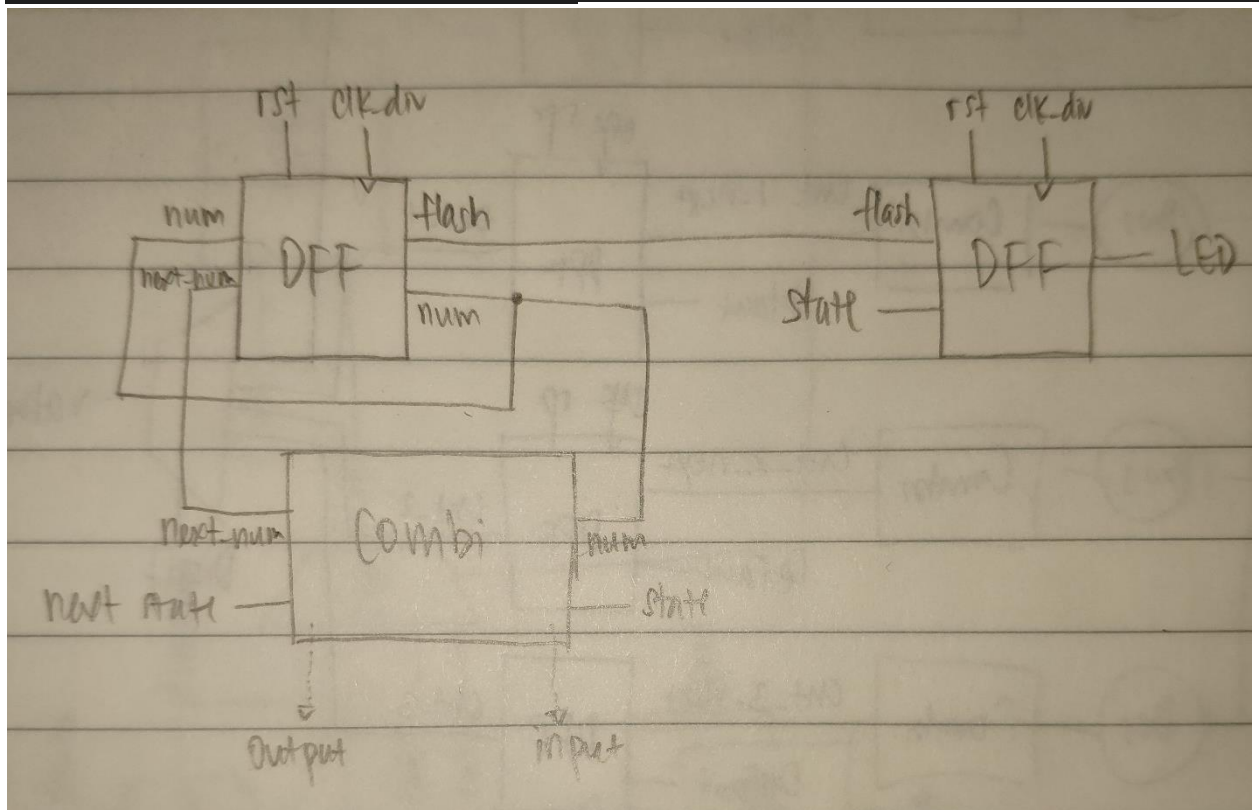 rst clk_div
rst clk_div
num
flash
flash
next_num
DFF
DFF
LED
num
state
next_num
Combi
num
next state
state
output
input